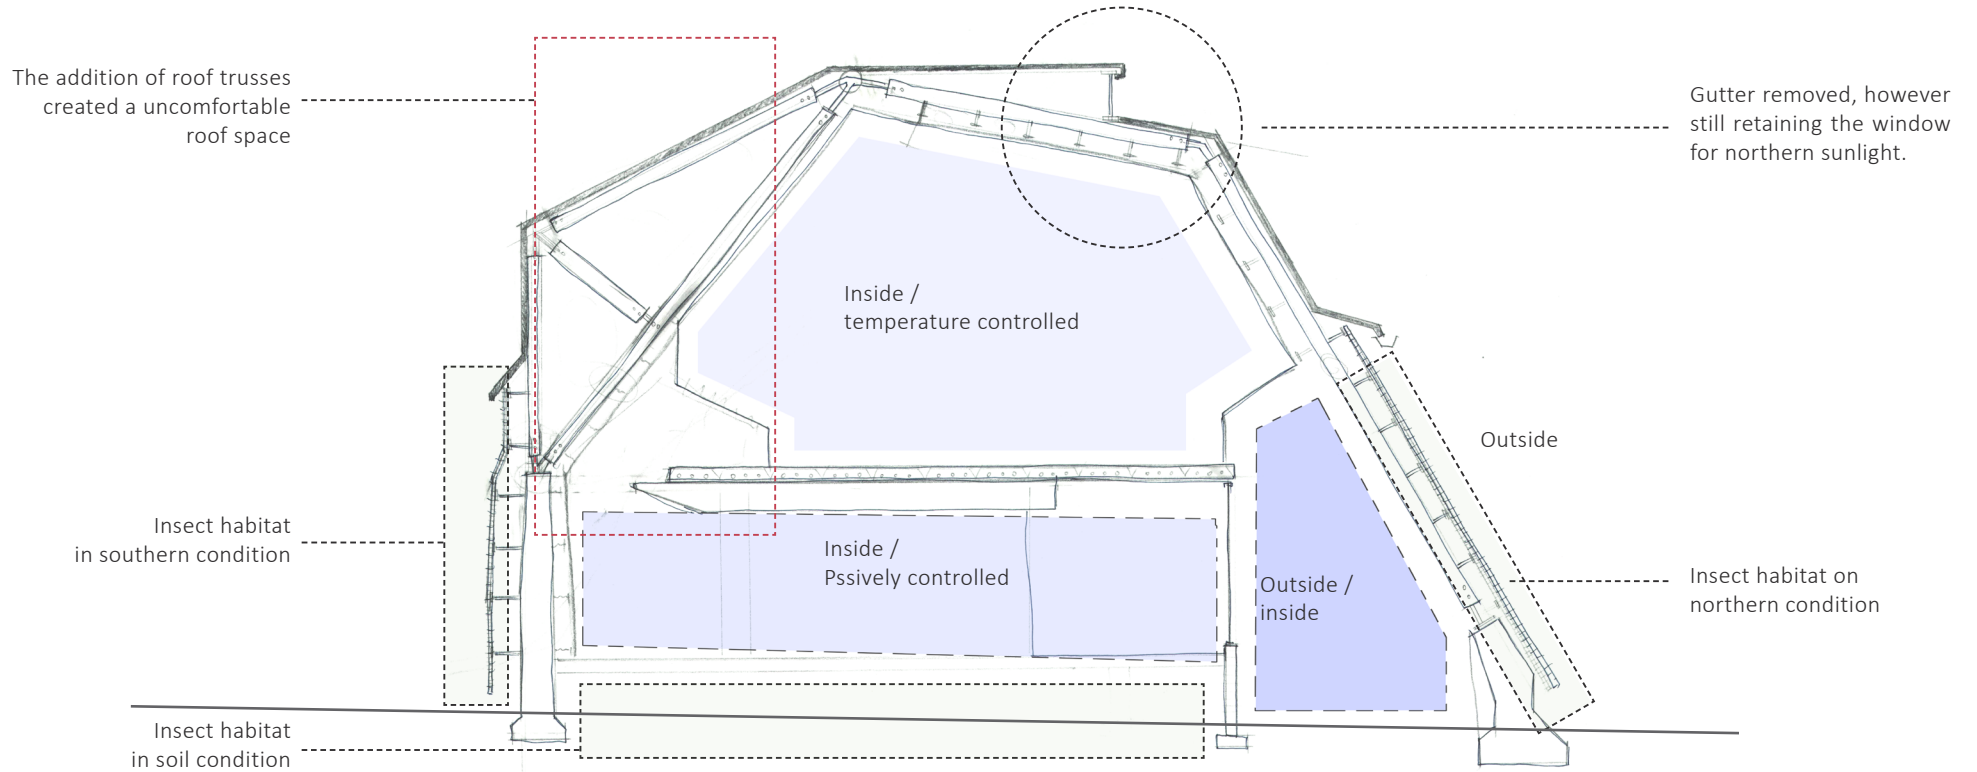 The addition of roof trusses
created a uncomfortable
roof space
Gutter removed, however
still retaining the window
for northern sunlight.
Inside /
temperature controlled
Outside
Insect habitat
in southern condition
Inside /
Pssively controlled
Outside /
inside
Insect habitat on
northern condition
Insect habitat
in soil condition